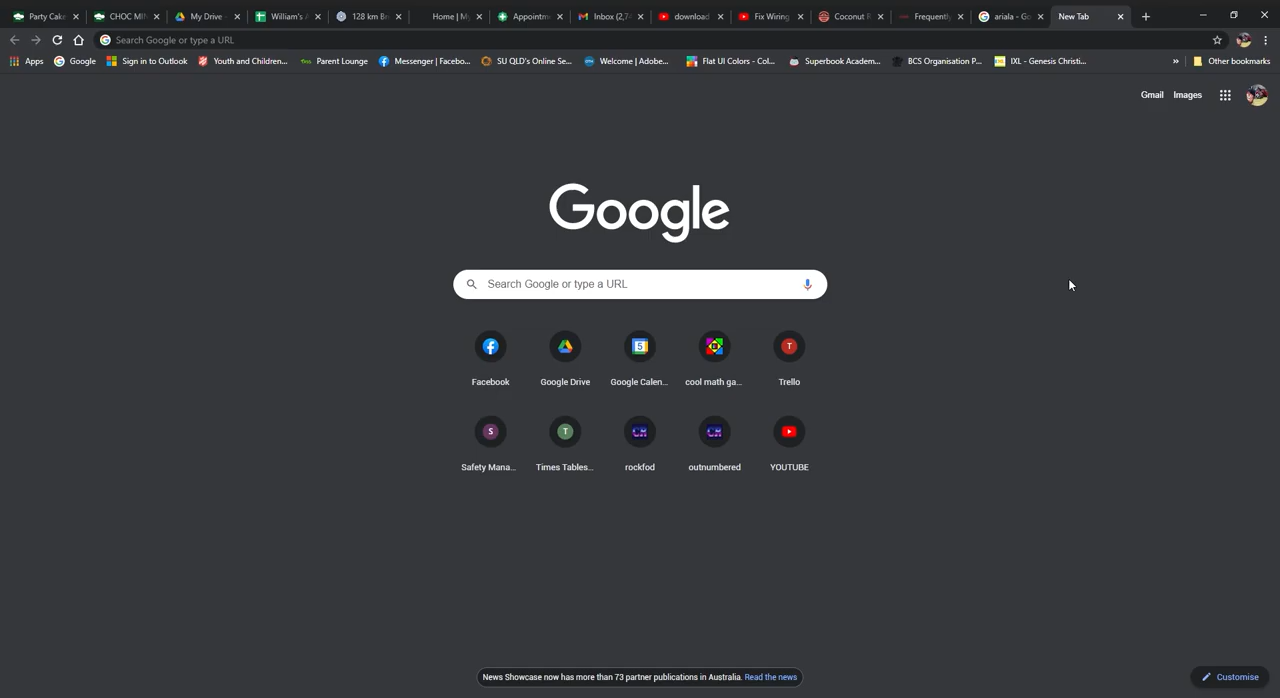 Party Cake
CHOC MIN
My Drive -
William's A
128 km Br
Home | M
Appointm
Inbox (2,7
download
Fix Wiring
Coconut R
Frequently
ariala - Go
New Tab
Search Google or type a URL
Apps
Google
Sign in to Outlook
Youth and Children...
Parent Lounge
Messenger | Facebo...
SU QLD's Online Se...
Welcome | Adobe...
Flat UI Colors - Col...
Superbook Academ...
BCS Organisation P...
IXL - Genesis Christi...
»
Other bookmarks
Gmail
Images
Google
Search Google or type a URL
Facebook
Google Drive
Google Calen...
cool math ga...
Trello
Safety Mana...
Times Tables...
rockfod
outnumbered
YOUTUBE
News Showcase now has more than 73 partner publications in Australia. Read the news
Customise